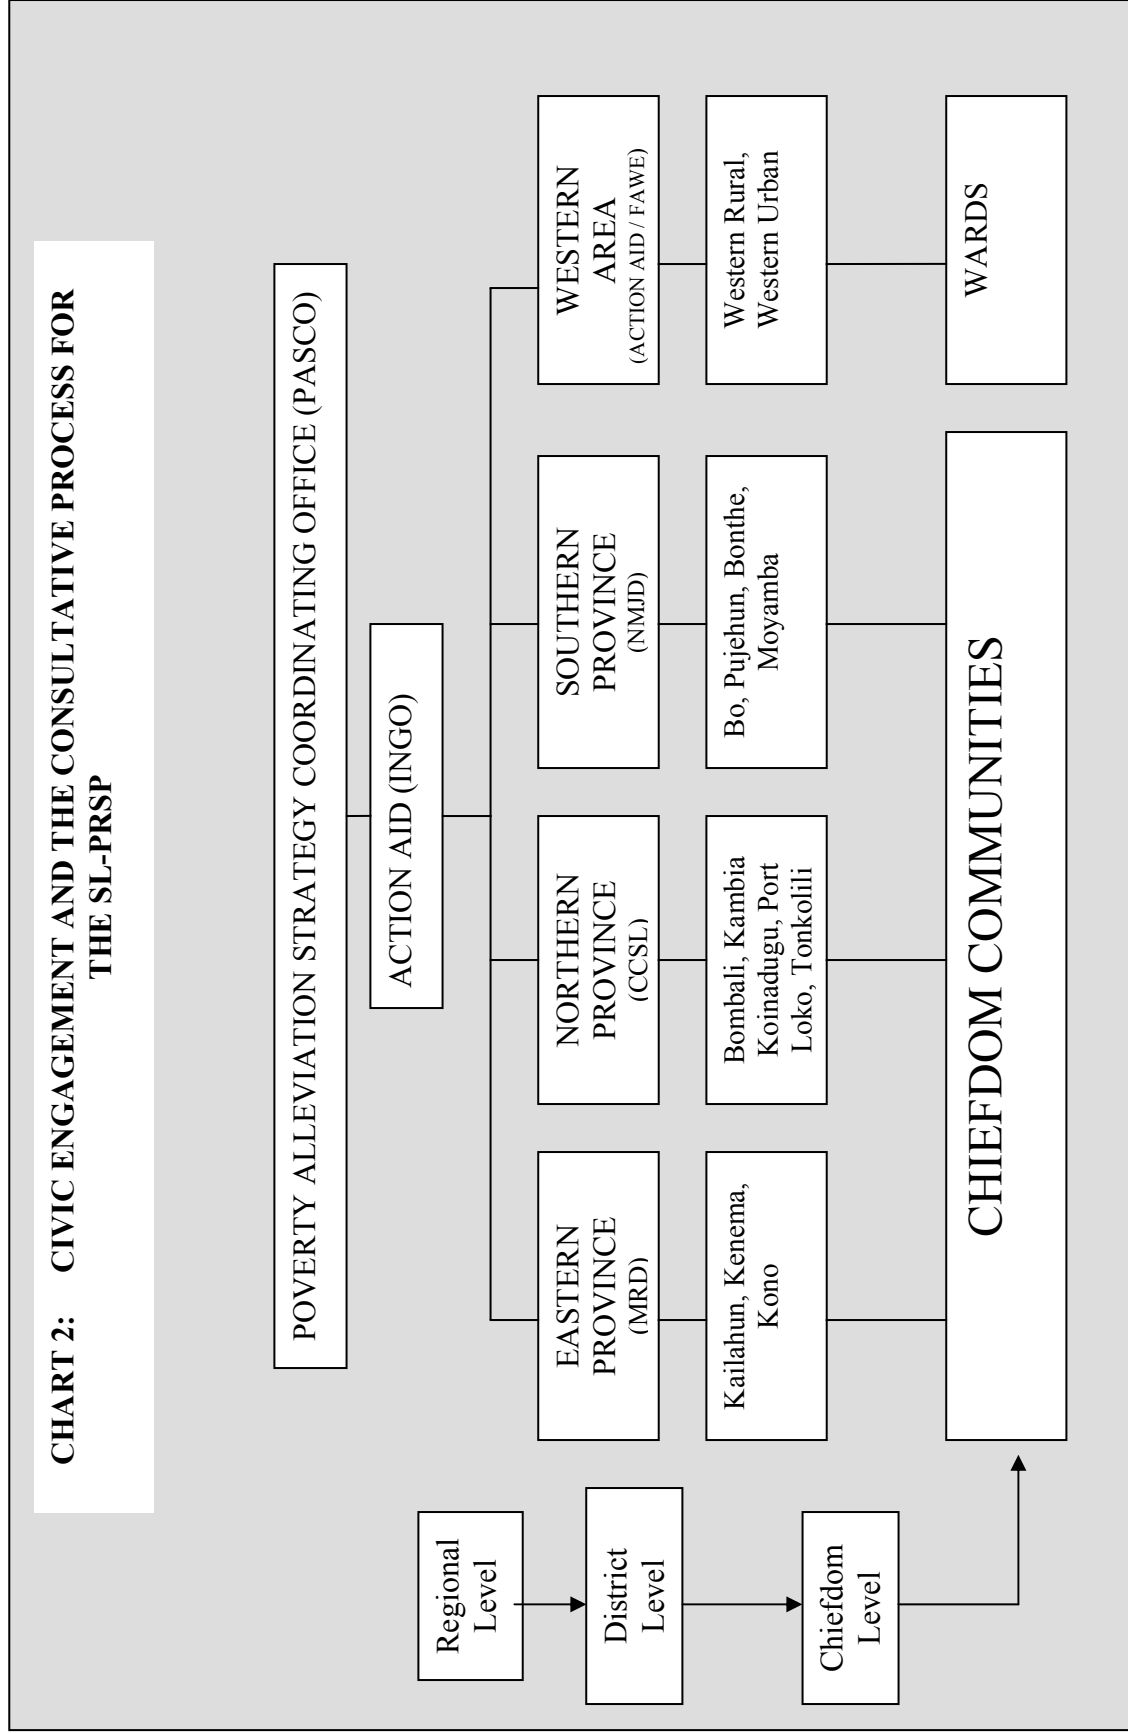 CHART 2: CIVIC ENGAGEMENT AND THE CONSULTATIVE PROCESS FOR
THE SL-PRSP
POVERTY ALLEVIATION STRATEGY COORDINATING OFFICE (PASCO)
ACTION AID (INGO)
Regional
Level
District
Level
Chiefdom
Level
EASTERN
PROVINCE
(MRD)
NORTHERN
PROVINCE
(CCSL)
SOUTHERN
PROVINCE
(NMJD)
WESTERN
AREA
(ACTION AID / FAWE)
Kailahun, Kenema,
Kono
Bombali, Kambia
Koinadugu, Port
Loko, Tonkolili
Bo, Pujehun, Bonthe,
Moyamba
Western Rural,
Western Urban
CHIEFDOM COMMUNITIES
WARDS